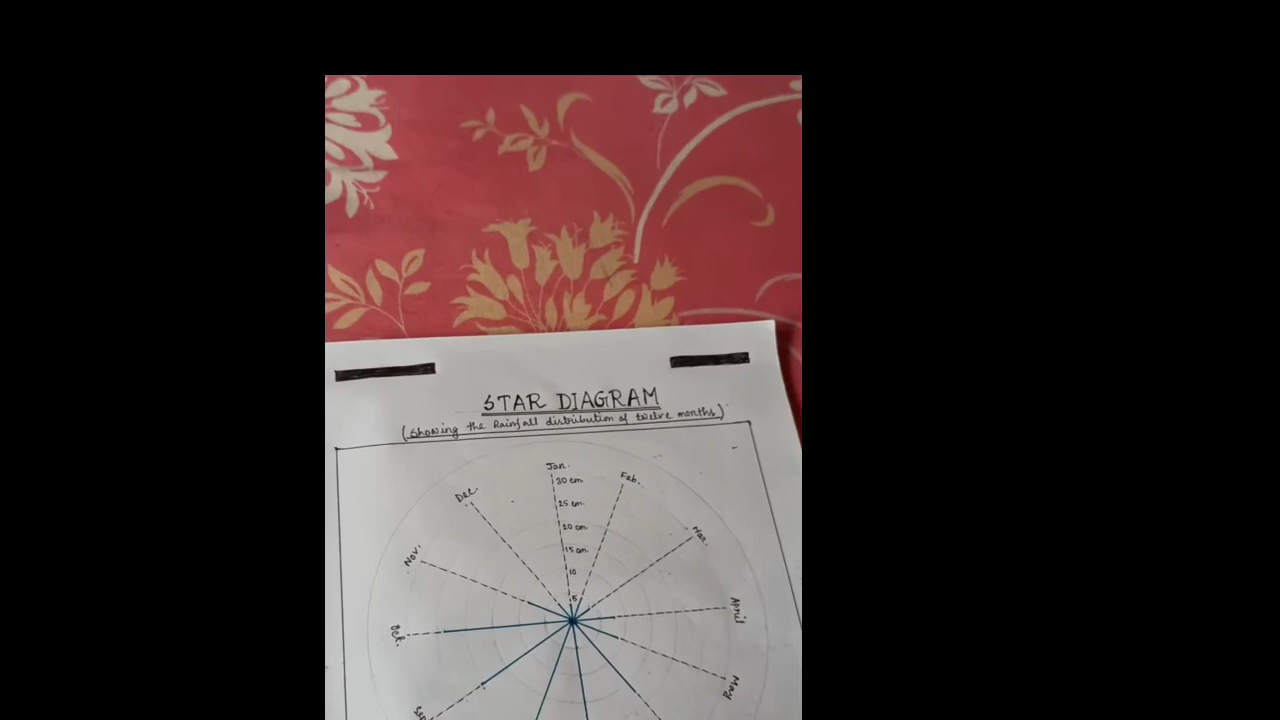 STAR DIAGRAM
(Showing the Rainfall distribution of twelve months)
Jan.
30 cm.
Feb.
Dec.
25 cm.
20 cm
Mar.
15 cm.
Nov.
10
5
April
Oct.
May
Sep